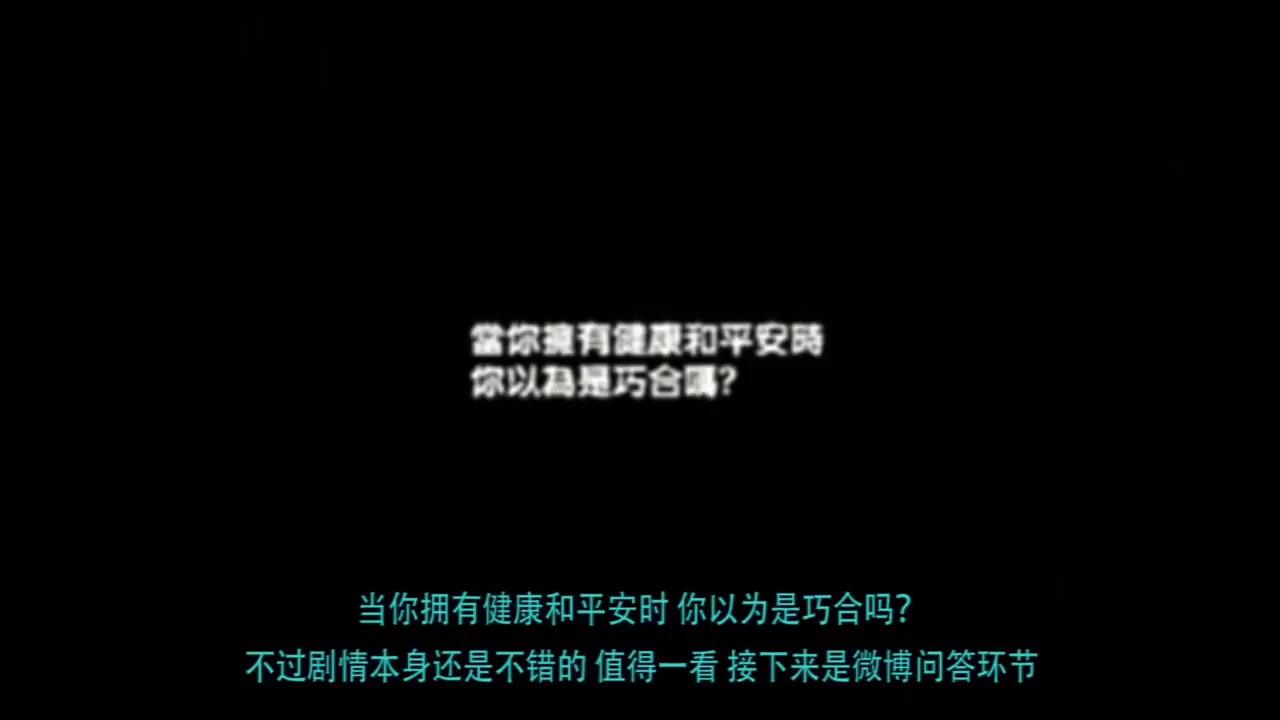 當你擁有健康和平安時
你以為是巧合嗎?
当你拥有健康和平安时 你以为是巧合吗?
不过剧情本身还是不错的 值得一看 接下来是微博问答环节